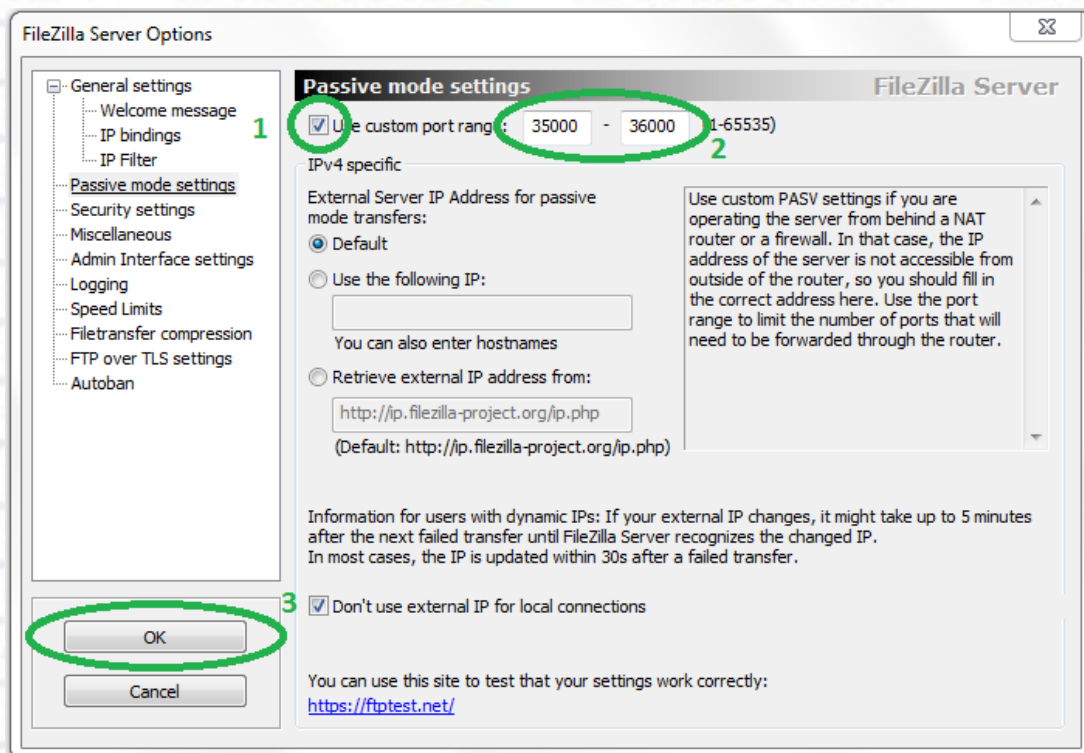 FileZilla Server Options
General settings
Welcome message
IP bindings
IP Filter
Passive mode settings
Security settings
Miscellaneous
Admin Interface settings
Logging
Speed Limits
Filetransfer compression
FTP over TLS settings
Autoban
3
OK
Cancel
Passive mode settings FileZilla Server
1 Use custom port range: 35000 - 36000 (1-65535)
2
IPv4 specific
External Server IP Address for passive
mode transfers:
Default
Use the following IP:
You can also enter hostnames
Retrieve external IP address from:
http://ip.filezilla-project.org/ip.php
(Default: http://ip.filezilla-project.org/ip.php)
Use custom PASV settings if you are
operating the server from behind a NAT
router or a firewall. In that case, the IP
address of the server is not accessible from
outside of the router, so you should fill in
the correct address here. Use the port
range to limit the number of ports that will
need to be forwarded through the router.
Information for users with dynamic IPs: If your external IP changes, it might take up to 5 minutes
after the next failed transfer until FileZilla Server recognizes the changed IP.
In most cases, the IP is updated within 30s after a failed transfer.
Don't use external IP for local connections
You can use this site to test that your settings work correctly:
https://ftptest.net/